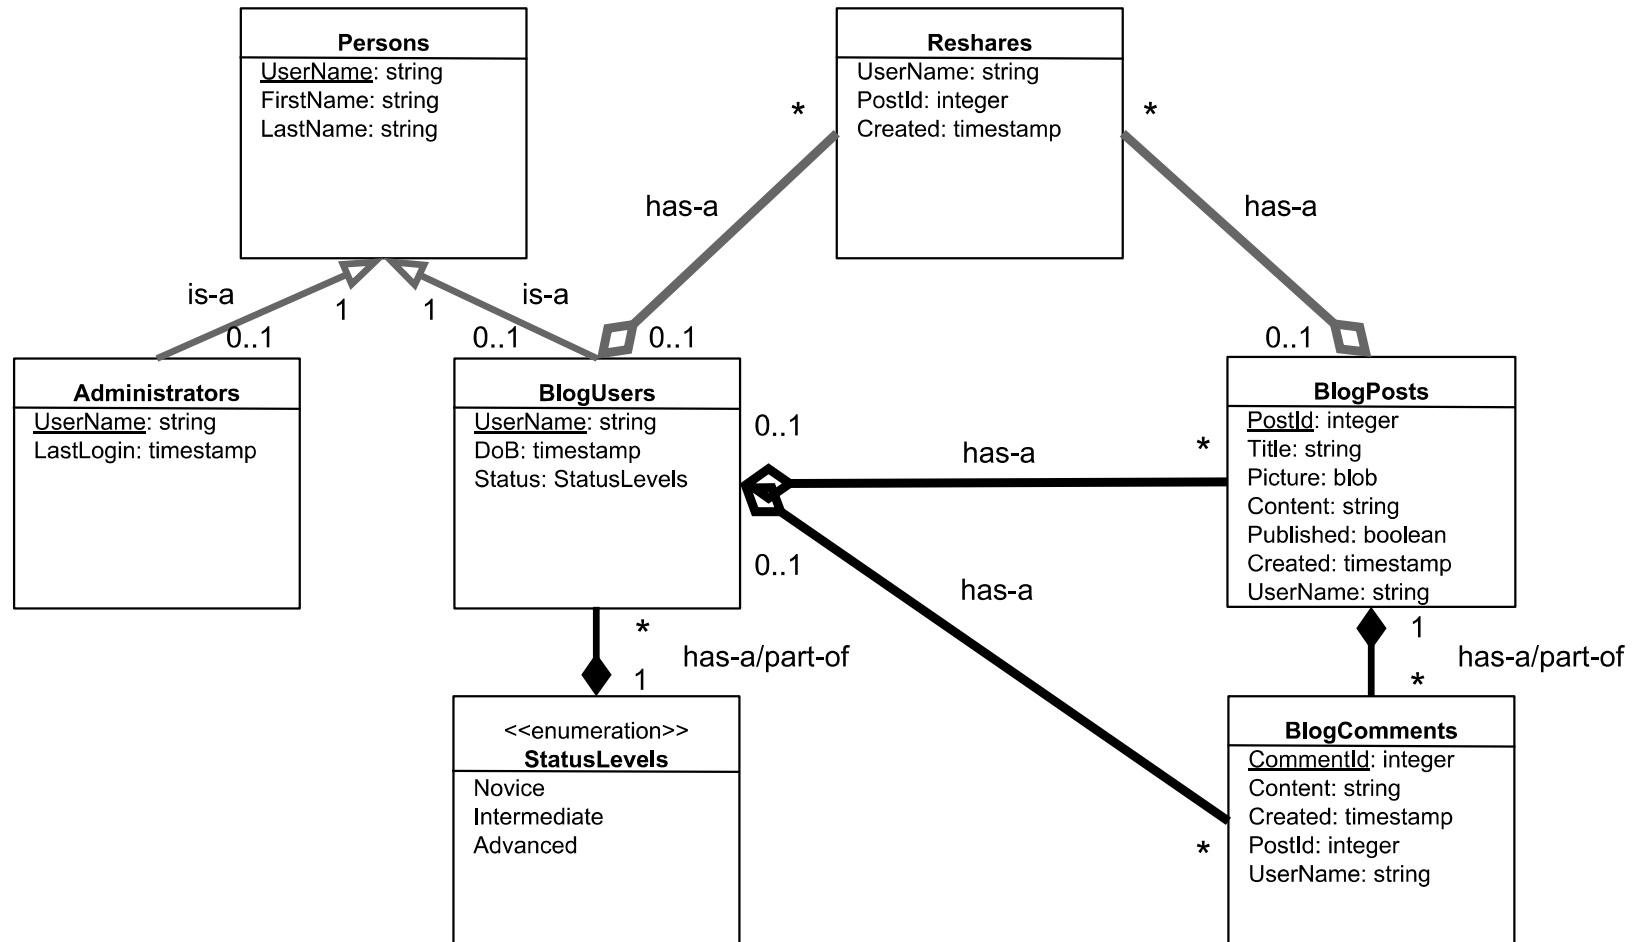 Persons
UserName: string
FirstName: string
LastName: string
Reshares
UserName: string
PostId: integer
Created: timestamp
*
*
has-a
has-a
is-a
is-a
1
1
0..1
0..1
0..1
0..1
Administrators
UserName: string
LastLogin: timestamp
BlogUsers
UserName: string
DoB: timestamp
Status: StatusLevels
BlogPosts
PostId: integer
Title: string
Picture: blob
Content: string
Published: boolean
Created: timestamp
UserName: string
0..1
has-a
*
0..1
has-a
*
has-a/part-of
1
1
has-a/part-of
*
<<enumeration>>
StatusLevels
Novice
Intermediate
Advanced
BlogComments
CommentId: integer
Content: string
Created: timestamp
PostId: integer
UserName: string
*